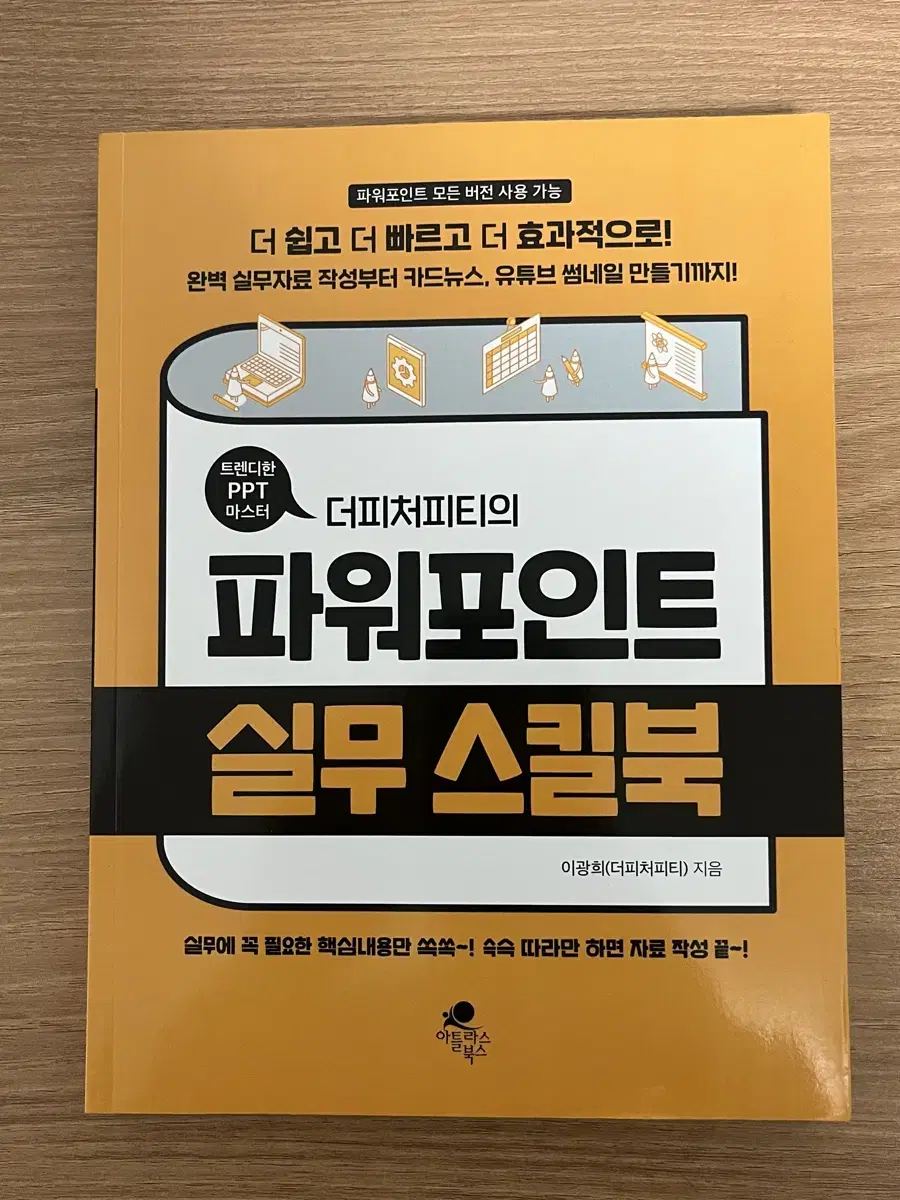 파워포인트 모든 버전 사용 가능
더 쉽고 더 빠르고 더 효과적으로!
완벽 실무자료 작성부터 카드뉴스, 유튜브 썸네일 만들기까지!
트렌디한
PPT
마스터
더피처피티의
파워포인트
실무 스킬북
이광희(더피처피티) 지음
실무에 꼭 필요한 핵심내용만 쏙쏙~! 슥슥 따라만 하면 자료 작성 끝~!
아틀라스
북스